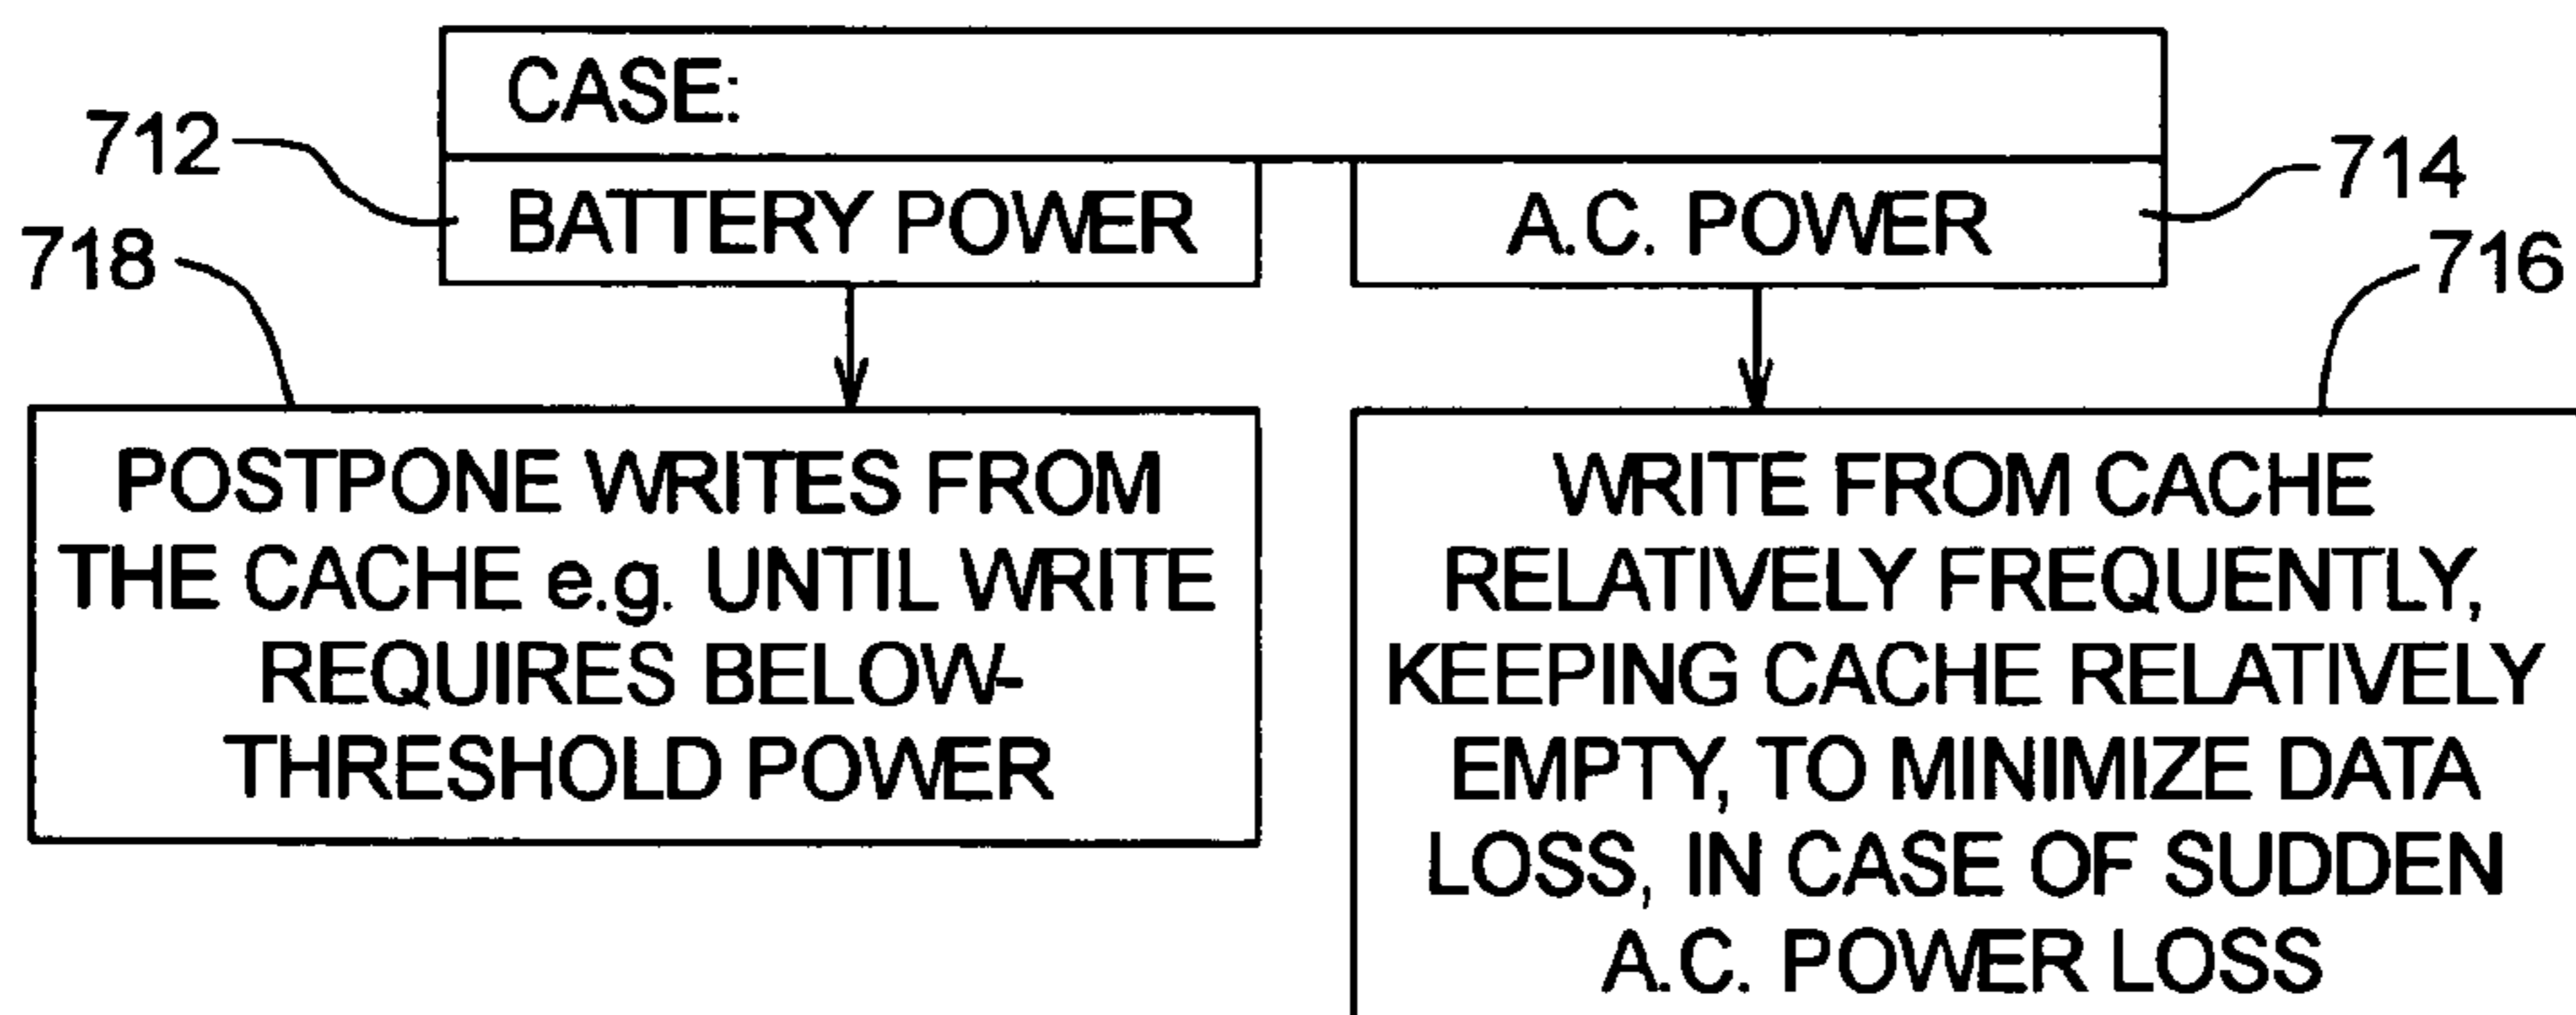 CASE:
712
714
BATTERY POWER
A.C. POWER
718
716
POSTPONE WRITES FROM
THE CACHE e.g. UNTIL WRITE
REQUIRES BELOW-
THRESHOLD POWER
WRITE FROM CACHE
RELATIVELY FREQUENTLY,
KEEPING CACHE RELATIVELY
EMPTY, TO MINIMIZE DATA
LOSS, IN CASE OF SUDDEN
A.C. POWER LOSS